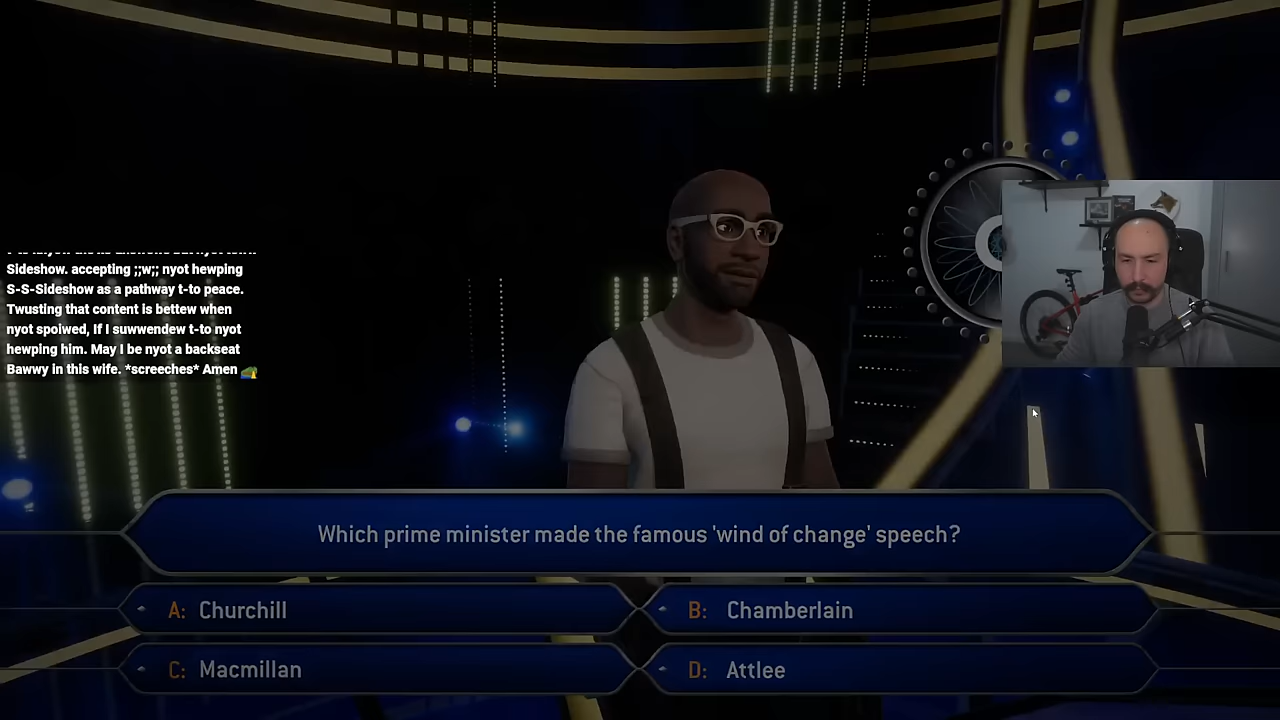 Sideshow. accepting ;;w;; nyot hewping
S-S-Sideshow as a pathway t-to peace.
Twusting that content is bettew when
nyot spoiwed, If I suwwendew t-to nyot
hewping him. May I be nyot a backseat
Bawwy in this wife. *screeches* Amen
Which prime minister made the famous 'wind of change' speech?
A: Churchill
B: Chamberlain
C: Macmillan
D: Attlee